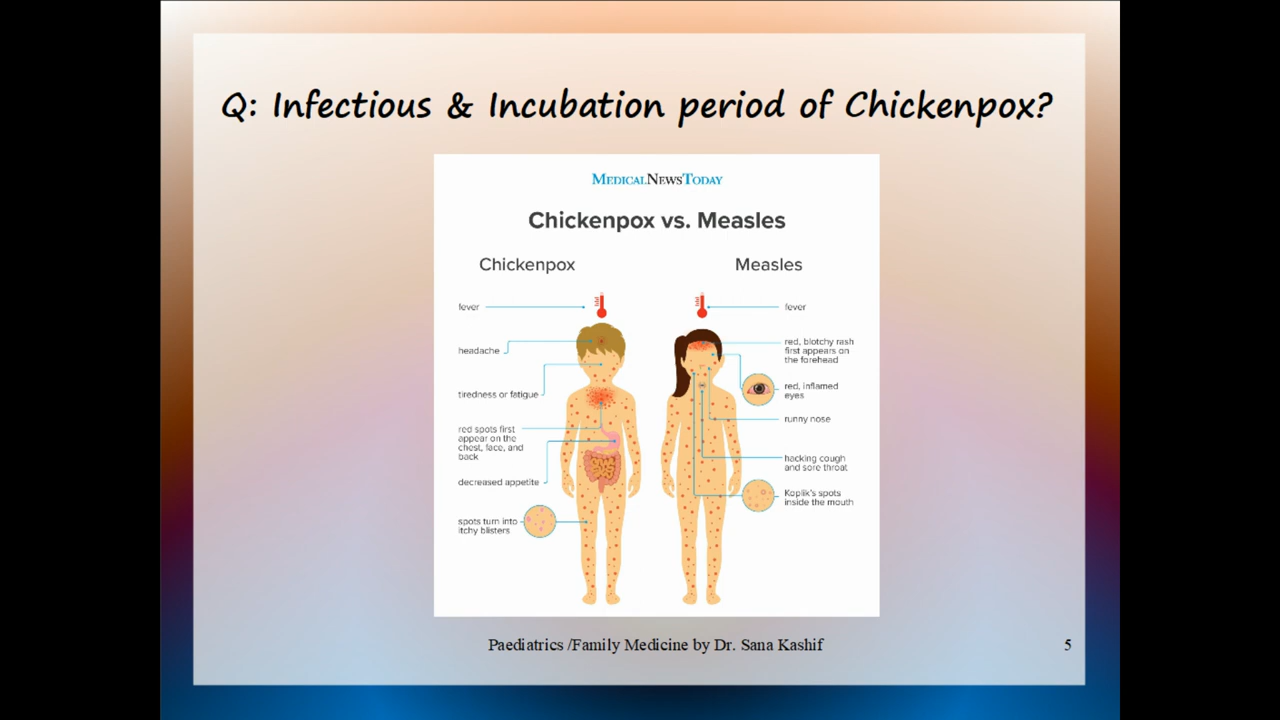 Q: Infectious & Incubation period of Chickenpox?
MEDICALNEWSTODAY
Chickenpox vs. Measles
Chickenpox
fever
headache
tiredness or fatigue
red spots first
appear on the
chest, face, and
back
decreased appetite
spots turn into
itchy blisters
Measles
fever
red, blotchy rash
first appears on
the forehead
red, inflamed
eyes
runny nose
hacking cough
and sore throat
Koplik's spots
inside the mouth
Paediatrics /Family Medicine by Dr. Sana Kashif
5